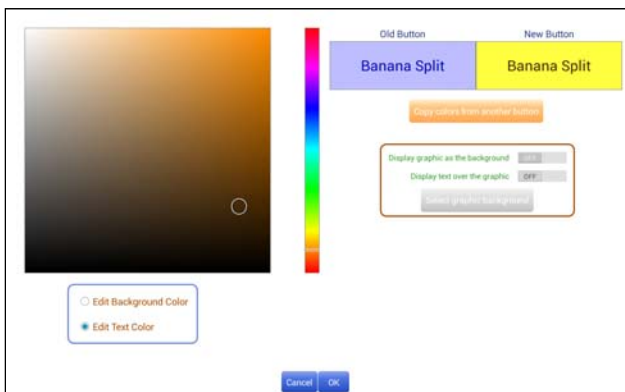 Old Button New Button
Banana Split Banana Split
Copy colors from another button
Display graphic as the background OFF
Display text over the graphic OFF
Select graphic background
Edit Background Color
Edit Text Color
Cancel OK